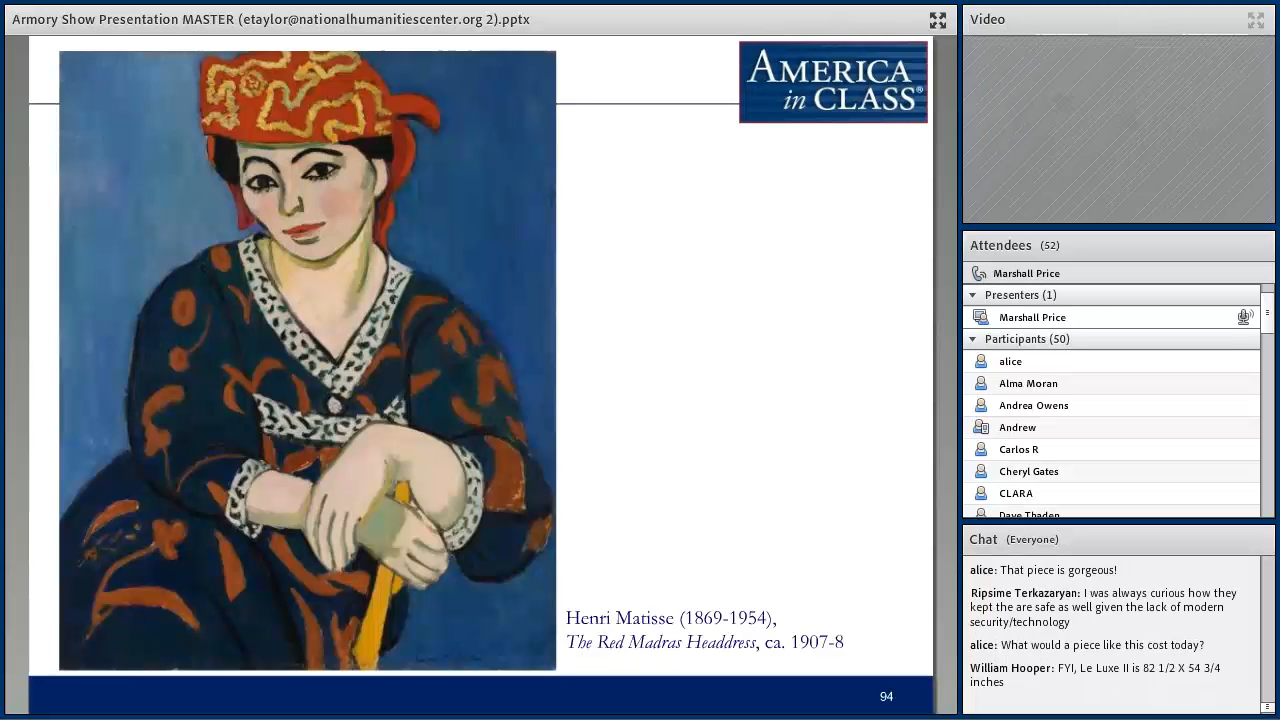 Armory Show Presentation MASTER (etaylor@nationalhumanitiescenter.org 2).pptx
AMERICA
in CLASS®
Henri Matisse (1869-1954),
The Red Madras Headdress, ca. 1907-8
94
Video
Attendees (52)
Marshall Price
Presenters (1)
Marshall Price
Participants (50)
alice
Alma Moran
Andrea Owens
Andrew
Carlos R
Cheryl Gates
CLARA
Dave Thaden
Chat (Everyone)
alice: That piece is gorgeous!
Ripsime Terkazaryan: I was always curious how they
kept the are safe as well given the lack of modern
security/technology
alice: What would a piece like this cost today?
William Hooper: FYI, Le Luxe II is 82 1/2 X 54 3/4
inches